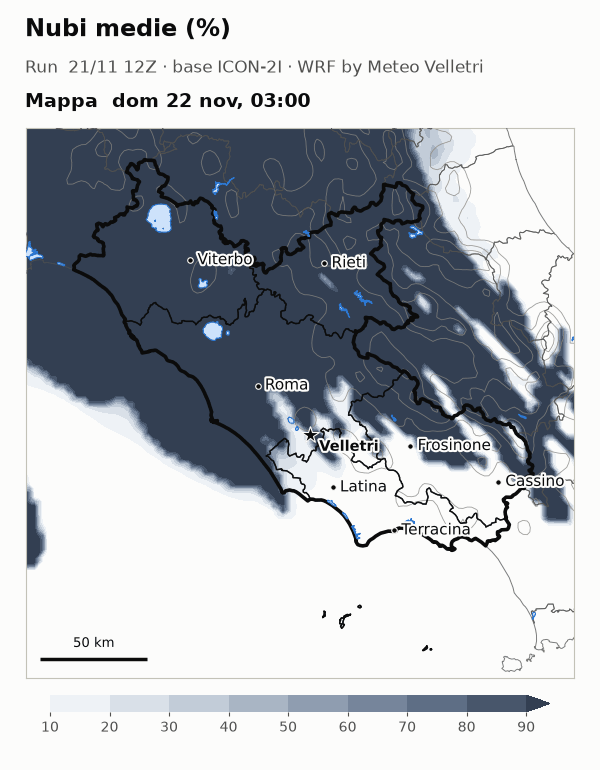 Nubi medie (%)
Run 21/11 12Z · base ICON-2I · WRF by Meteo Velletri
Mappa dom 22 nov, 03:00
Viterbo
Rieti
Roma
Velletri
Frosinone
Latina
Cassino
Terracina
50 km
10 20 30 40 50 60 70 80 90